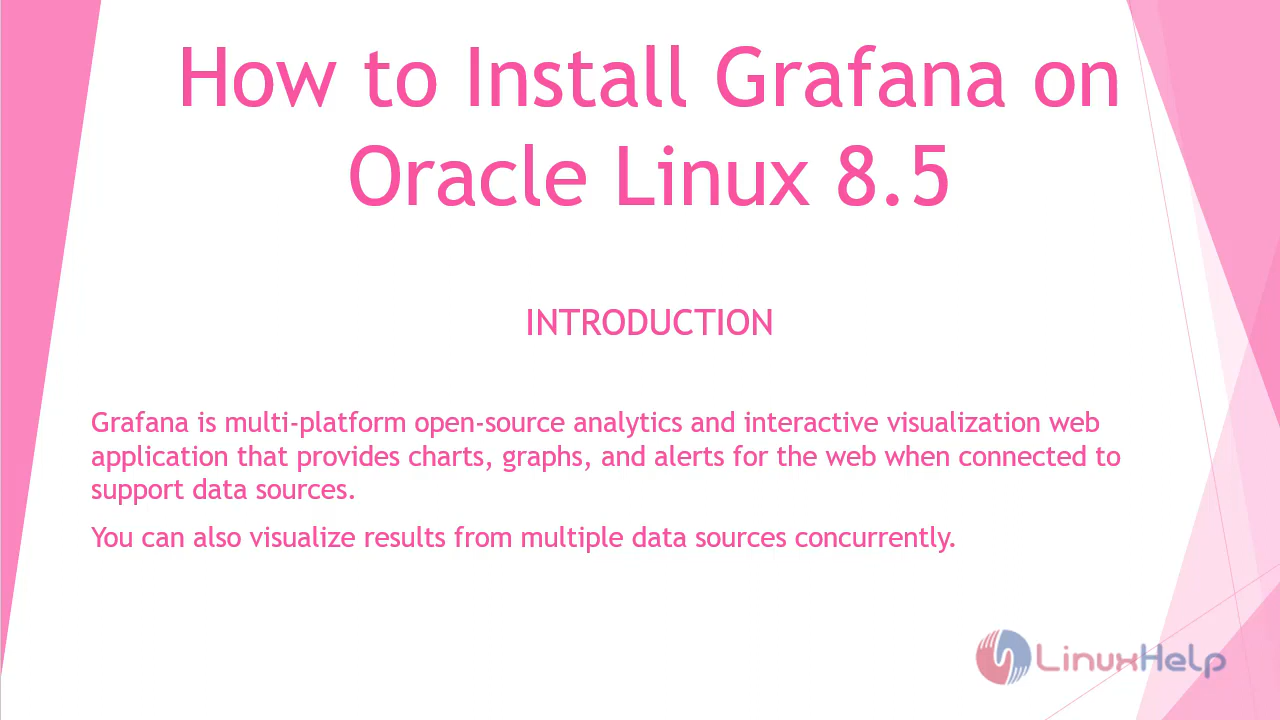 How to Install Grafana on
Oracle Linux 8.5
INTRODUCTION
Grafana is multi-platform open-source analytics and interactive visualization web
application that provides charts, graphs, and alerts for the web when connected to
support data sources.
You can also visualize results from multiple data sources concurrently.
LinuxHelp